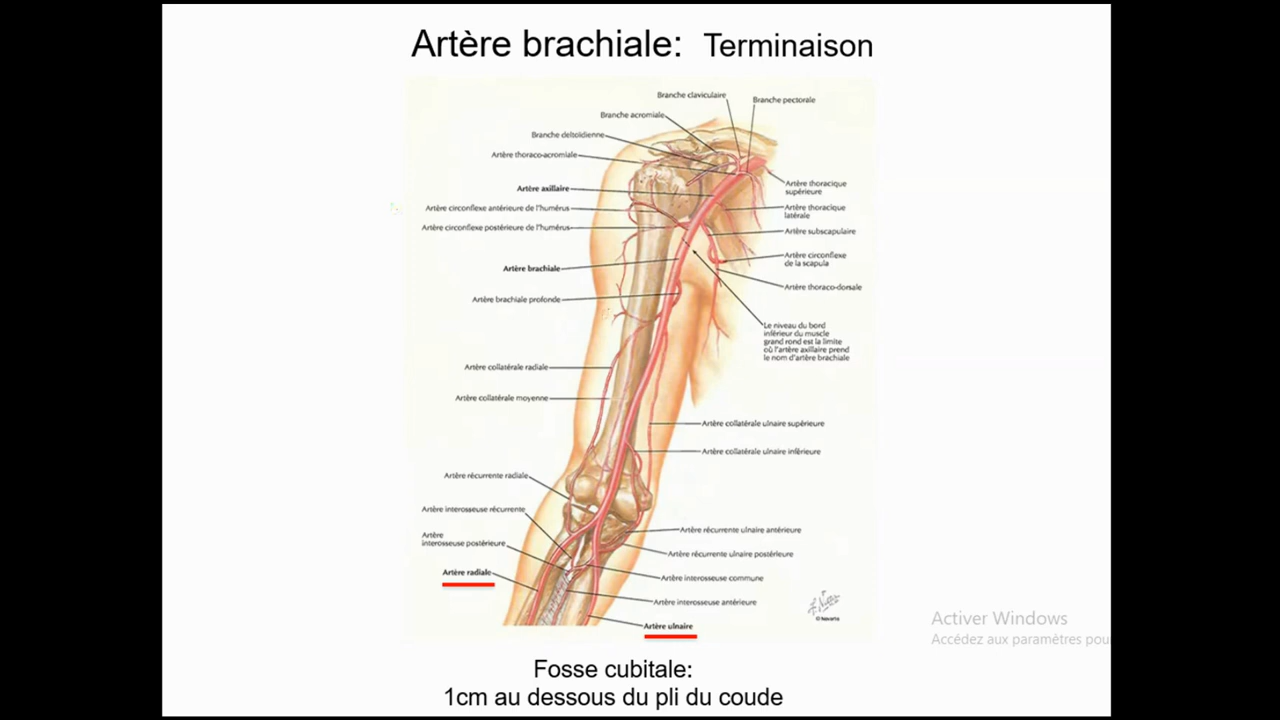 Artère brachiale: Terminaison
Branche claviculaire
Branche pectorale
Branche acromiale
Branche deltoïdienne
Artère thoraco-acromiale
Artère axillaire
Artère circonflexe antérieure de l'humérus
Artère circonflexe postérieure de l'humérus
Artère brachiale
Artère brachiale profonde
Artère collatérale radiale
Artère collatérale moyenne
Artère récurrente radiale
Artère interosseuse récurrente
Artère
interosseuse postérieure
Artère radiale
Artère thoracique
supérieure
Artère thoracique
latérale
Artère subscapulaire
Artère circonflexe
de la scapula
Artère thoraco-dorsale
Le niveau du bord
inférieur du muscle
grand rond est la limite
où l'artère axillaire prend
le nom d'artère brachiale
Artère collatérale ulnaire supérieure
Artère collatérale ulnaire inférieure
Artère récurrente ulnaire antérieure
Artère récurrente ulnaire postérieure
Artère interosseuse commune
Artère interosseuse antérieure
Artère ulnaire
© Novartis
Activer Windows
Accédez aux paramètres pou
Fosse cubitale:
1cm au dessous du pli du coude